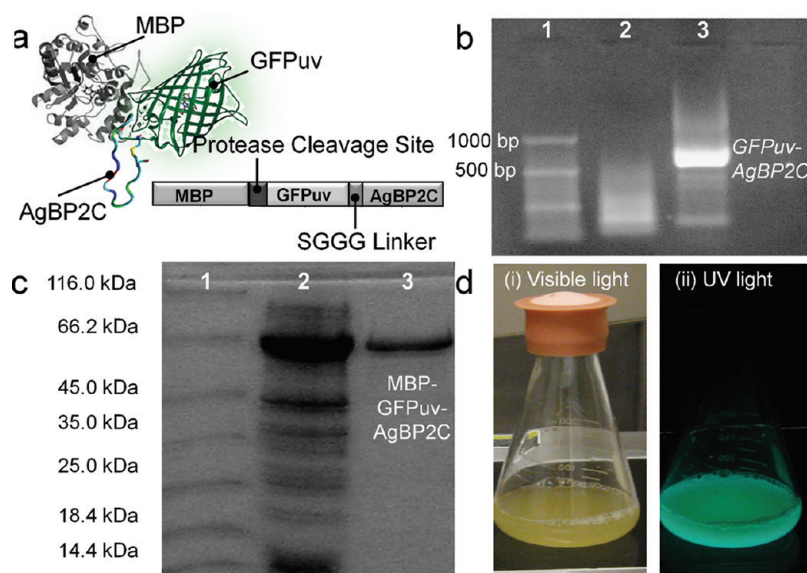 a
MBP
GFPuv
Protease Cleavage Site
AgBP2C
MBP GFPuv AgBP2C
SGGG Linker
b
1 2 3
1000 bp
500 bp
GFPuv-
AgBP2C
c
1 2 3
116.0 kDa
66.2 kDa
45.0 kDa
35.0 kDa
25.0 kDa
18.4 kDa
14.4 kDa
MBP-
GFPuv-
AgBP2C
d
(i) Visible light
(ii) UV light